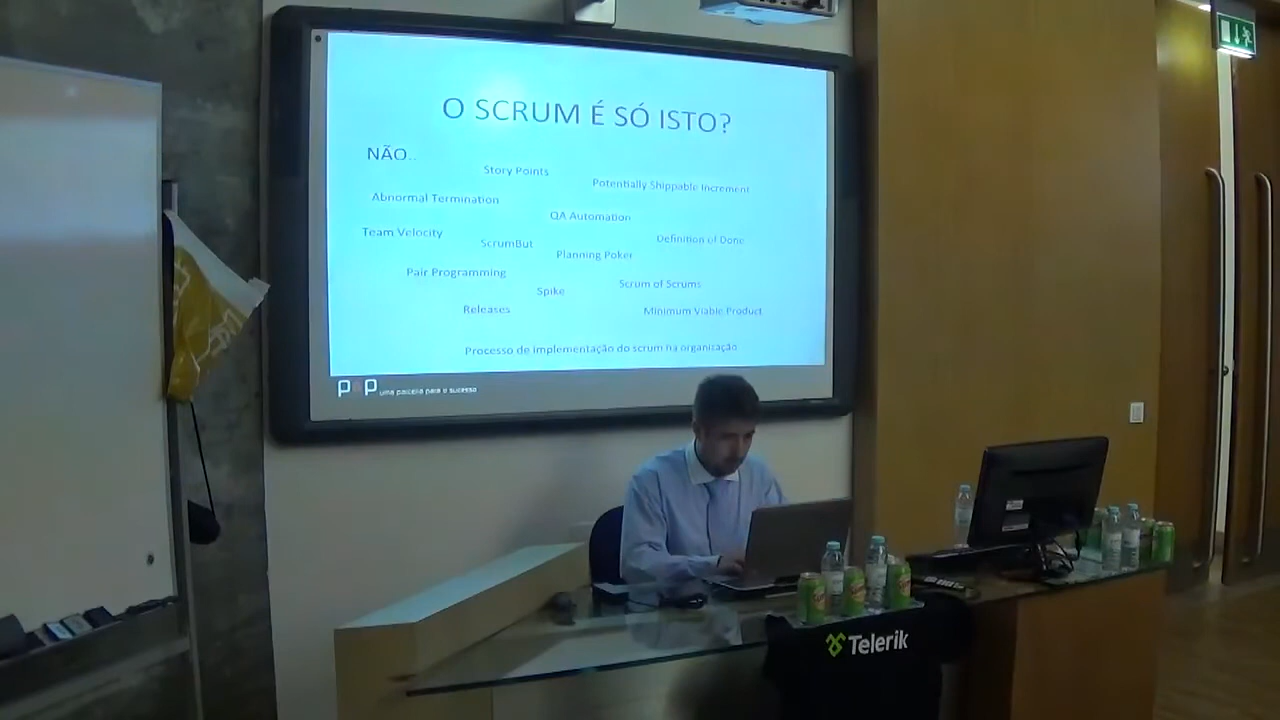 O SCRUM É SÓ ISTO?
NÃO..
Story Points
Potentially Shippable Increment
Abnormal Termination
QA Automation
Team Velocity
ScrumBut
Definition of Done
Planning Poker
Pair Programming
Scrum of Scrums
Spike
Releases
Minimum Viable Product
Processo de implementação do scrum na organização
pop uma parceria para o sucesso
Telerik